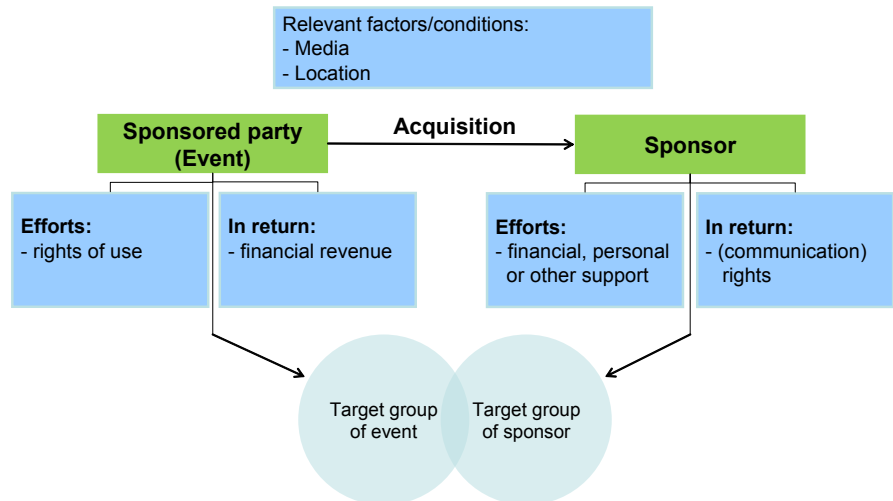 Relevant factors/conditions:
- Media
- Location
Sponsored party
(Event)
Acquisition
Sponsor
Efforts:
- rights of use
In return:
- financial revenue
Efforts:
- financial, personal
or other support
In return:
- (communication)
rights
Target group
of event
Target group
of sponsor